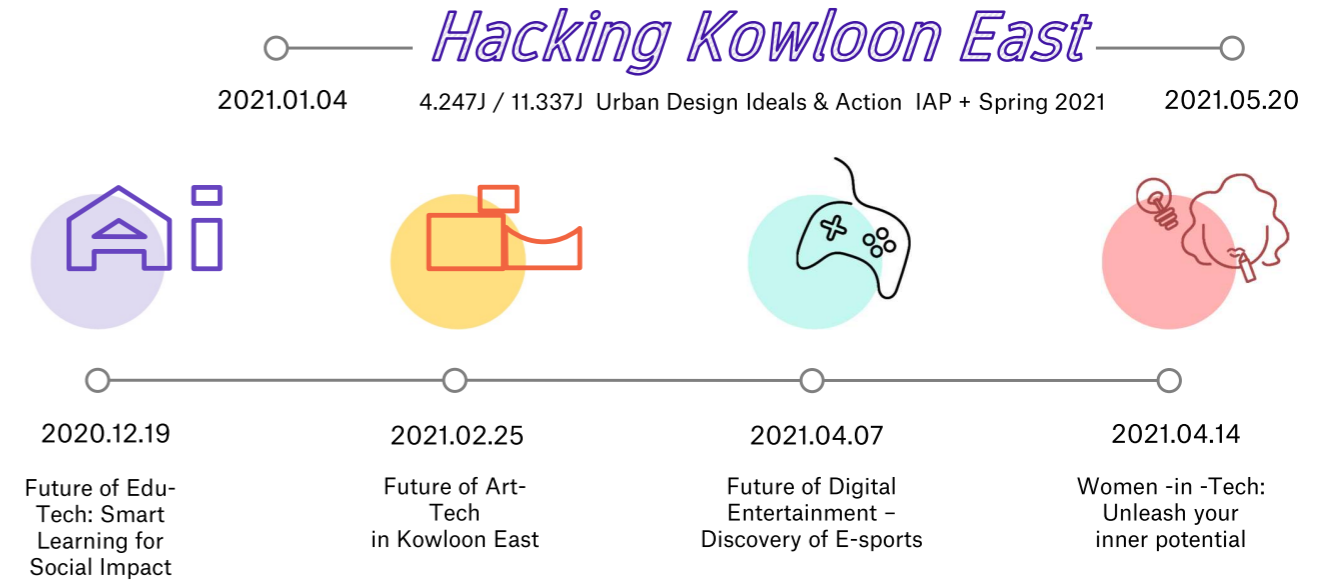 Hacking Kowloon East
2021.01.04
4.247J / 11.337J Urban Design Ideals & Action IAP + Spring 2021
2021.05.20
2020.12.19
Future of Edu-
Tech: Smart
Learning for
Social Impact
2021.02.25
Future of Art-
Tech
in Kowloon East
2021.04.07
Future of Digital
Entertainment –
Discovery of E-sports
2021.04.14
Women -in -Tech:
Unleash your
inner potential